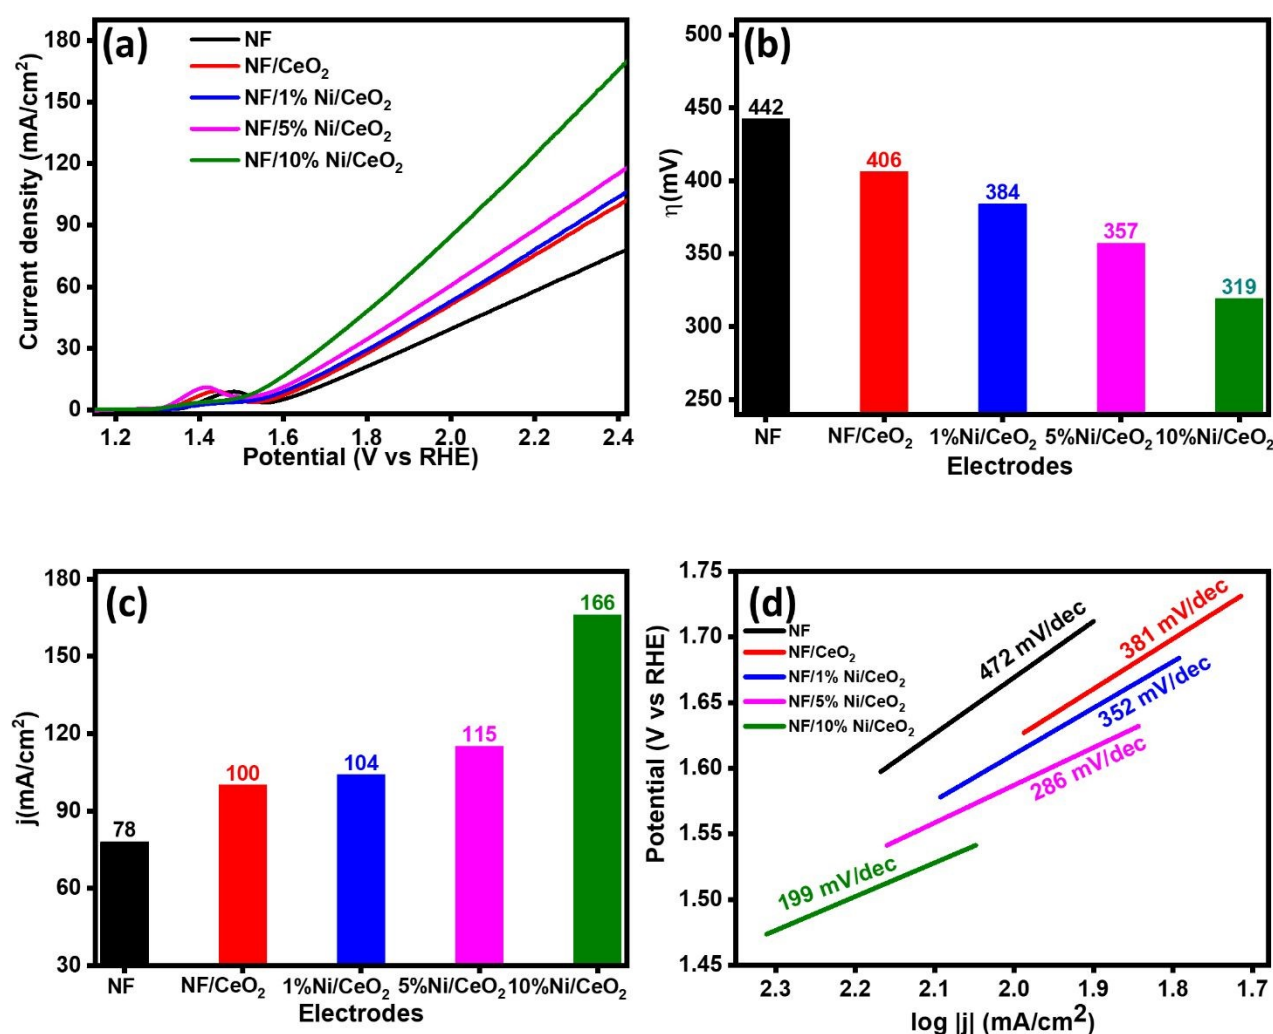 (a)
NF
NF/CeO₂
NF/1% Ni/CeO₂
NF/5% Ni/CeO₂
NF/10% Ni/CeO₂
180
150
120
90
60
30
0
Current density (mA/cm²)
1.2 1.4 1.6 1.8 2.0 2.2 2.4
Potential (V vs RHE)
(b)
500
450
400
350
300
250
η(mV)
442
406
384
357
319
NF NF/CeO₂ 1%Ni/CeO₂ 5%Ni/CeO₂ 10%Ni/CeO₂
Electrodes
(c)
180
150
120
90
60
30
j(mA/cm²)
78
100
104
115
166
NF NF/CeO₂ 1%Ni/CeO₂ 5%Ni/CeO₂ 10%Ni/CeO₂
Electrodes
(d)
NF
NF/CeO₂
NF/1% Ni/CeO₂
NF/5% Ni/CeO₂
NF/10% Ni/CeO₂
1.75
1.70
1.65
1.60
1.55
1.50
1.45
Potential (V vs RHE)
472 mV/dec
381 mV/dec
352 mV/dec
286 mV/dec
199 mV/dec
2.3 2.2 2.1 2.0 1.9 1.8 1.7
log |j| (mA/cm²)